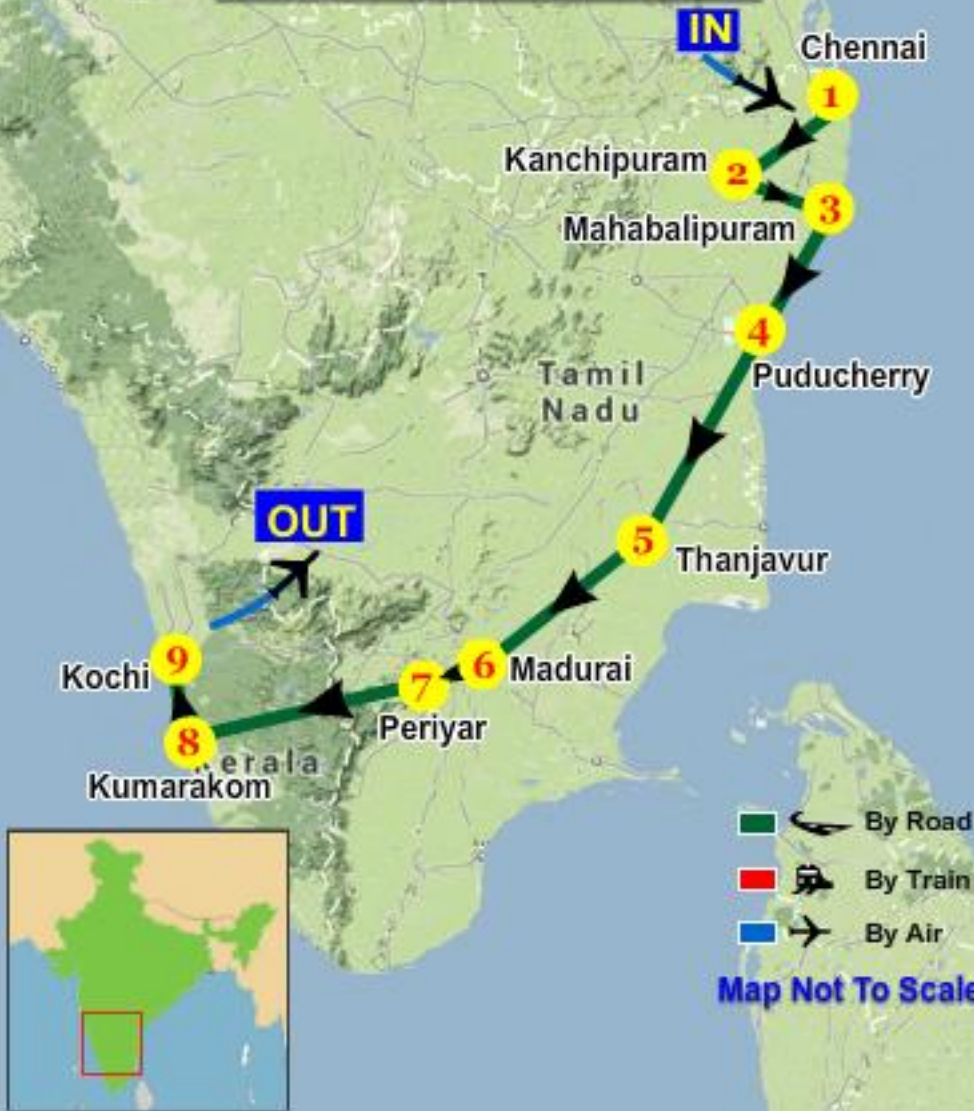 IN
Chennai
1
Kanchipuram
2
3
Mahabalipuram
4
Puducherry
Tamil
Nadu
OUT
5
Thanjavur
Kochi
9
6
Madurai
7
Periyar
8
Kerala
Kumarakom
By Road
By Train
By Air
Map Not To Scale